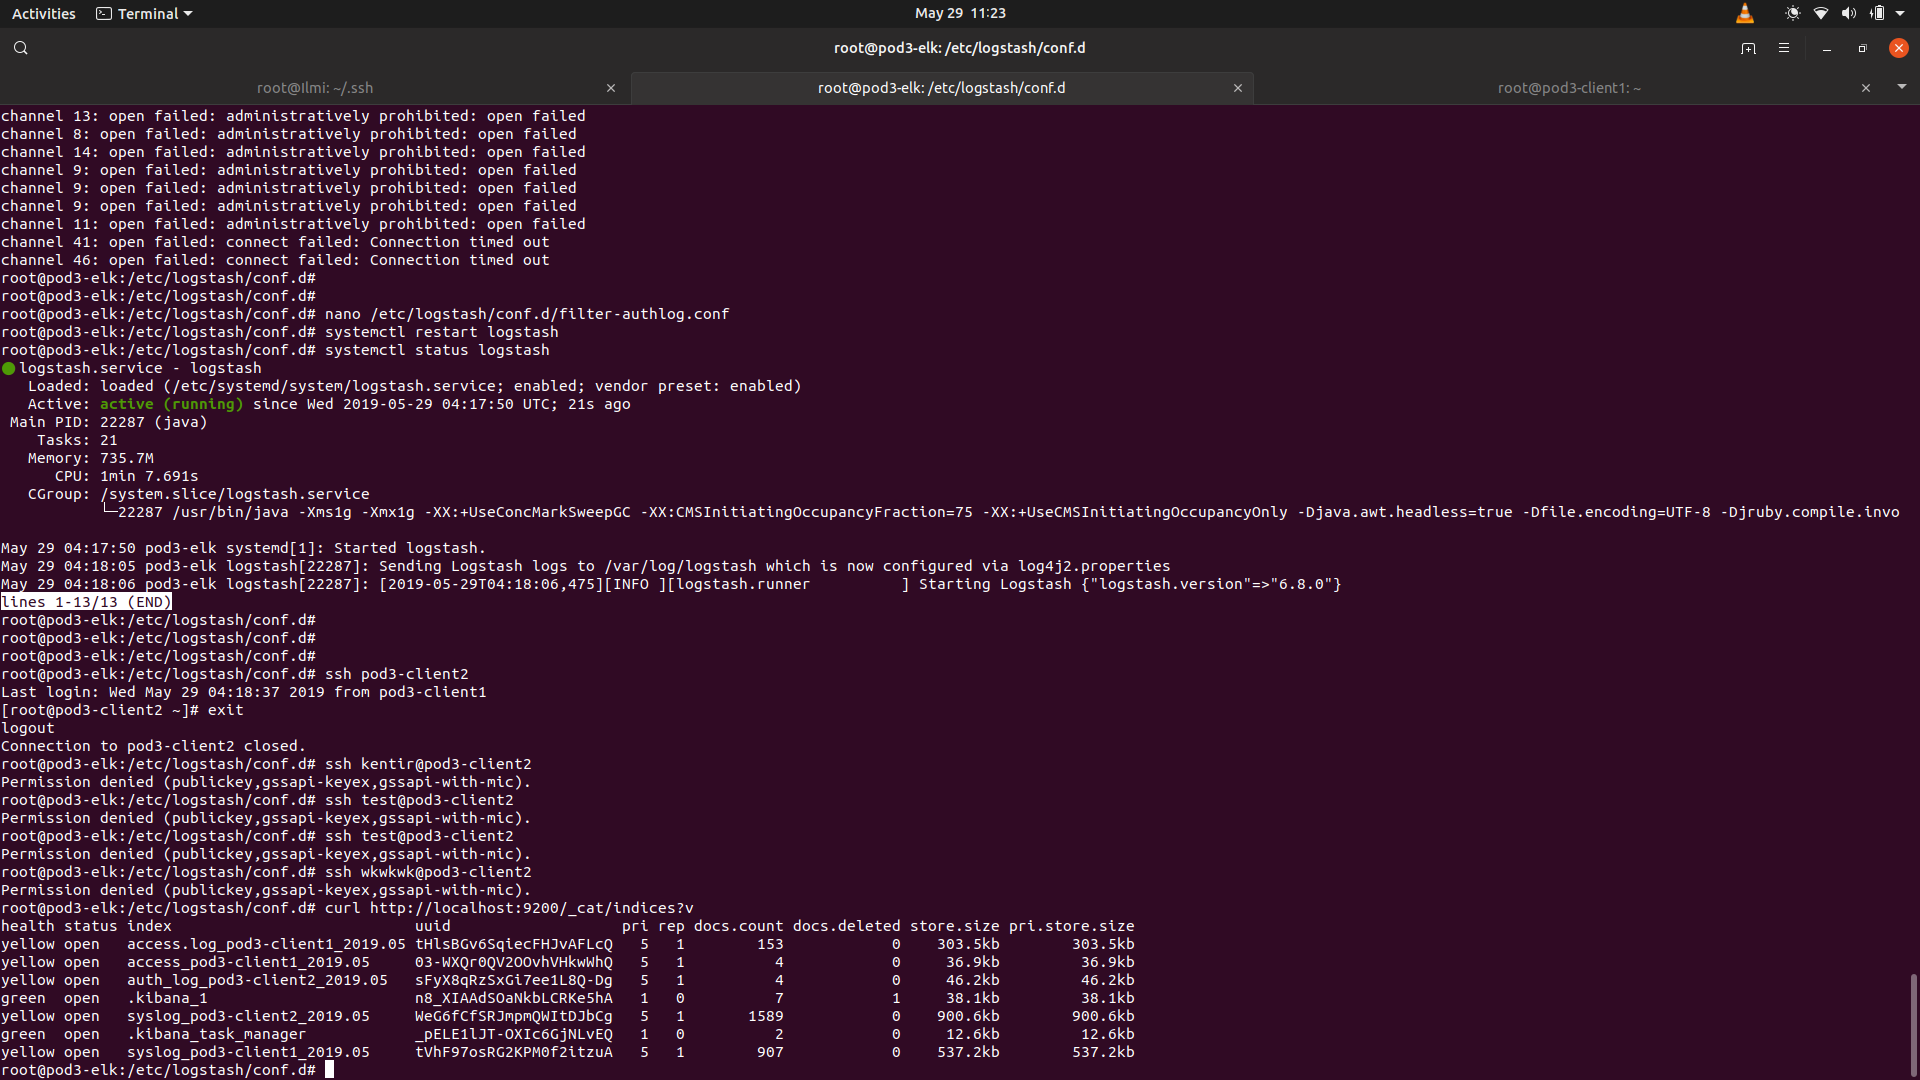 Activities Terminal May 29 11:23
root@pod3-elk: /etc/logstash/conf.d
root@Ilmi: ~/.ssh root@pod3-elk: /etc/logstash/conf.d root@pod3-client1: ~
channel 13: open failed: administratively prohibited: open failed
channel 8: open failed: administratively prohibited: open failed
channel 14: open failed: administratively prohibited: open failed
channel 9: open failed: administratively prohibited: open failed
channel 9: open failed: administratively prohibited: open failed
channel 9: open failed: administratively prohibited: open failed
channel 11: open failed: administratively prohibited: open failed
channel 41: open failed: connect failed: Connection timed out
channel 46: open failed: connect failed: Connection timed out
root@pod3-elk:/etc/logstash/conf.d#
root@pod3-elk:/etc/logstash/conf.d#
root@pod3-elk:/etc/logstash/conf.d# nano /etc/logstash/conf.d/filter-authlog.conf
root@pod3-elk:/etc/logstash/conf.d# systemctl restart logstash
root@pod3-elk:/etc/logstash/conf.d# systemctl status logstash
● logstash.service - logstash
Loaded: loaded (/etc/systemd/system/logstash.service; enabled; vendor preset: enabled)
Active: active (running) since Wed 2019-05-29 04:17:50 UTC; 21s ago
Main PID: 22287 (java)
Tasks: 21
Memory: 735.7M
CPU: 1min 7.691s
CGroup: /system.slice/logstash.service
└─22287 /usr/bin/java -Xms1g -Xmx1g -XX:+UseConcMarkSweepGC -XX:CMSInitiatingOccupancyFraction=75 -XX:+UseCMSInitiatingOccupancyOnly -Djava.awt.headless=true -Dfile.encoding=UTF-8 -Djruby.compile.invo
May 29 04:17:50 pod3-elk systemd[1]: Started logstash.
May 29 04:18:05 pod3-elk logstash[22287]: Sending Logstash logs to /var/log/logstash which is now configured via log4j2.properties
May 29 04:18:06 pod3-elk logstash[22287]: [2019-05-29T04:18:06,475][INFO ][logstash.runner          ] Starting Logstash {"logstash.version"=>"6.8.0"}
lines 1-13/13 (END)
root@pod3-elk:/etc/logstash/conf.d#
root@pod3-elk:/etc/logstash/conf.d#
root@pod3-elk:/etc/logstash/conf.d#
root@pod3-elk:/etc/logstash/conf.d# ssh pod3-client2
Last login: Wed May 29 04:18:37 2019 from pod3-client1
[root@pod3-client2 ~]# exit
logout
Connection to pod3-client2 closed.
root@pod3-elk:/etc/logstash/conf.d# ssh kentir@pod3-client2
Permission denied (publickey,gssapi-keyex,gssapi-with-mic).
root@pod3-elk:/etc/logstash/conf.d# ssh test@pod3-client2
Permission denied (publickey,gssapi-keyex,gssapi-with-mic).
root@pod3-elk:/etc/logstash/conf.d# ssh test@pod3-client2
Permission denied (publickey,gssapi-keyex,gssapi-with-mic).
root@pod3-elk:/etc/logstash/conf.d# ssh wkwkwk@pod3-client2
Permission denied (publickey,gssapi-keyex,gssapi-with-mic).
root@pod3-elk:/etc/logstash/conf.d# curl http://localhost:9200/_cat/indices?v
health status index uuid pri rep docs.count docs.deleted store.size pri.store.size
yellow open access.log_pod3-client1_2019.05 tHlsBGv6SqiecFHJvAFLcQ 5 1 153 0 303.5kb 303.5kb
yellow open access_pod3-client1_2019.05 03-WXQr0QV2OOvhVHkwWhQ 5 1 4 0 36.9kb 36.9kb
yellow open auth_log_pod3-client2_2019.05 sFyX8qRzSxGi7ee1L8Q-Dg 5 1 4 0 46.2kb 46.2kb
green open .kibana_1 n8_XIAAdSOaNkbLCRKe5hA 1 0 7 1 38.1kb 38.1kb
yellow open syslog_pod3-client2_2019.05 WeG6fCfSRJmpmQWItDJbCg 5 1 1589 0 900.6kb 900.6kb
green open .kibana_task_manager _pELE1lJT-OXIc6GjNLvEQ 1 0 2 0 12.6kb 12.6kb
yellow open syslog_pod3-client1_2019.05 tVhF97osRG2KPM0f2itzuA 5 1 907 0 537.2kb 537.2kb
root@pod3-elk:/etc/logstash/conf.d#